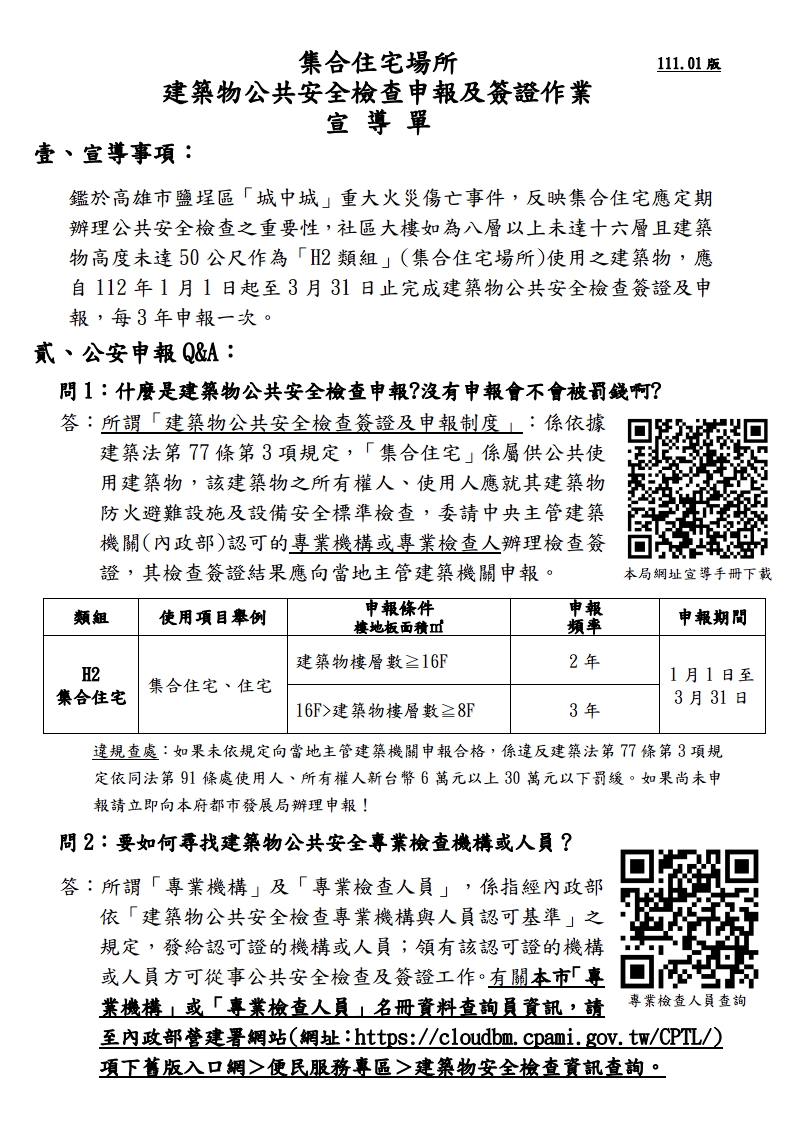 集合住宅場所
111.01 版
建築物公共安全檢查申報及簽證作業
宣 導 單
壹、宣導事項：
鑑於高雄市鹽埕區「城中城」重大火災傷亡事件，反映集合住宅應定期
辦理公共安全檢查之重要性，社區大樓如為八層以上未達十六層且建築
物高度未達 50 公尺作為「H2 類組」(集合住宅場所)使用之建築物，應
自 112 年 1 月 1 日起至 3 月 31 日止完成建築物公共安全檢查簽證及申
報，每 3 年申報一次。
貳、公安申報 Q&A：
問 1：什麼是建築物公共安全檢查申報?沒有申報會不會被罰錢啊?
答：所謂「建築物公共安全檢查簽證及申報制度」：係依據
建築法第 77 條第 3 項規定，「集合住宅」係屬供公共使
用建築物，該建築物之所有權人、使用人應就其建築物
防火避難設施及設備安全標準檢查，委請中央主管建築
機關(內政部)認可的專業機構或專業檢查人辦理檢查簽
證，其檢查簽證結果應向當地主管建築機關申報。
本局網址宣導手冊下載
類組 使用項目舉例 申報條件 樓地板面積㎡ 申報頻率 申報期間
H2 集合住宅 集合住宅、住宅 建築物樓層數≧16F 2 年 1 月 1 日至 3 月 31 日
16F>建築物樓層數≧8F 3 年
違規查處：如果未依規定向當地主管建築機關申報合格，係違反建築法第 77 條第 3 項規
定依同法第 91 條處使用人、所有權人新台幣 6 萬元以上 30 萬元以下罰鍰。如果尚未申
報請立即向本府都市發展局辦理申報！
問 2：要如何尋找建築物公共安全專業檢查機構或人員？
答：所謂「專業機構」及「專業檢查人員」，係指經內政部
依「建築物公共安全檢查專業機構與人員認可基準」之
規定，發給認可證的機構或人員；領有該認可證的機構
或人員方可從事公共安全檢查及簽證工作。有關本市「專
業機構」或「專業檢查人員」名冊資料查詢員資訊，請
至內政部營建署網站(網址：https://cloudbm.cpami.gov.tw/CPTL/)
項下舊版入口網＞便民服務專區＞建築物安全檢查資訊查詢。
專業檢查人員查詢